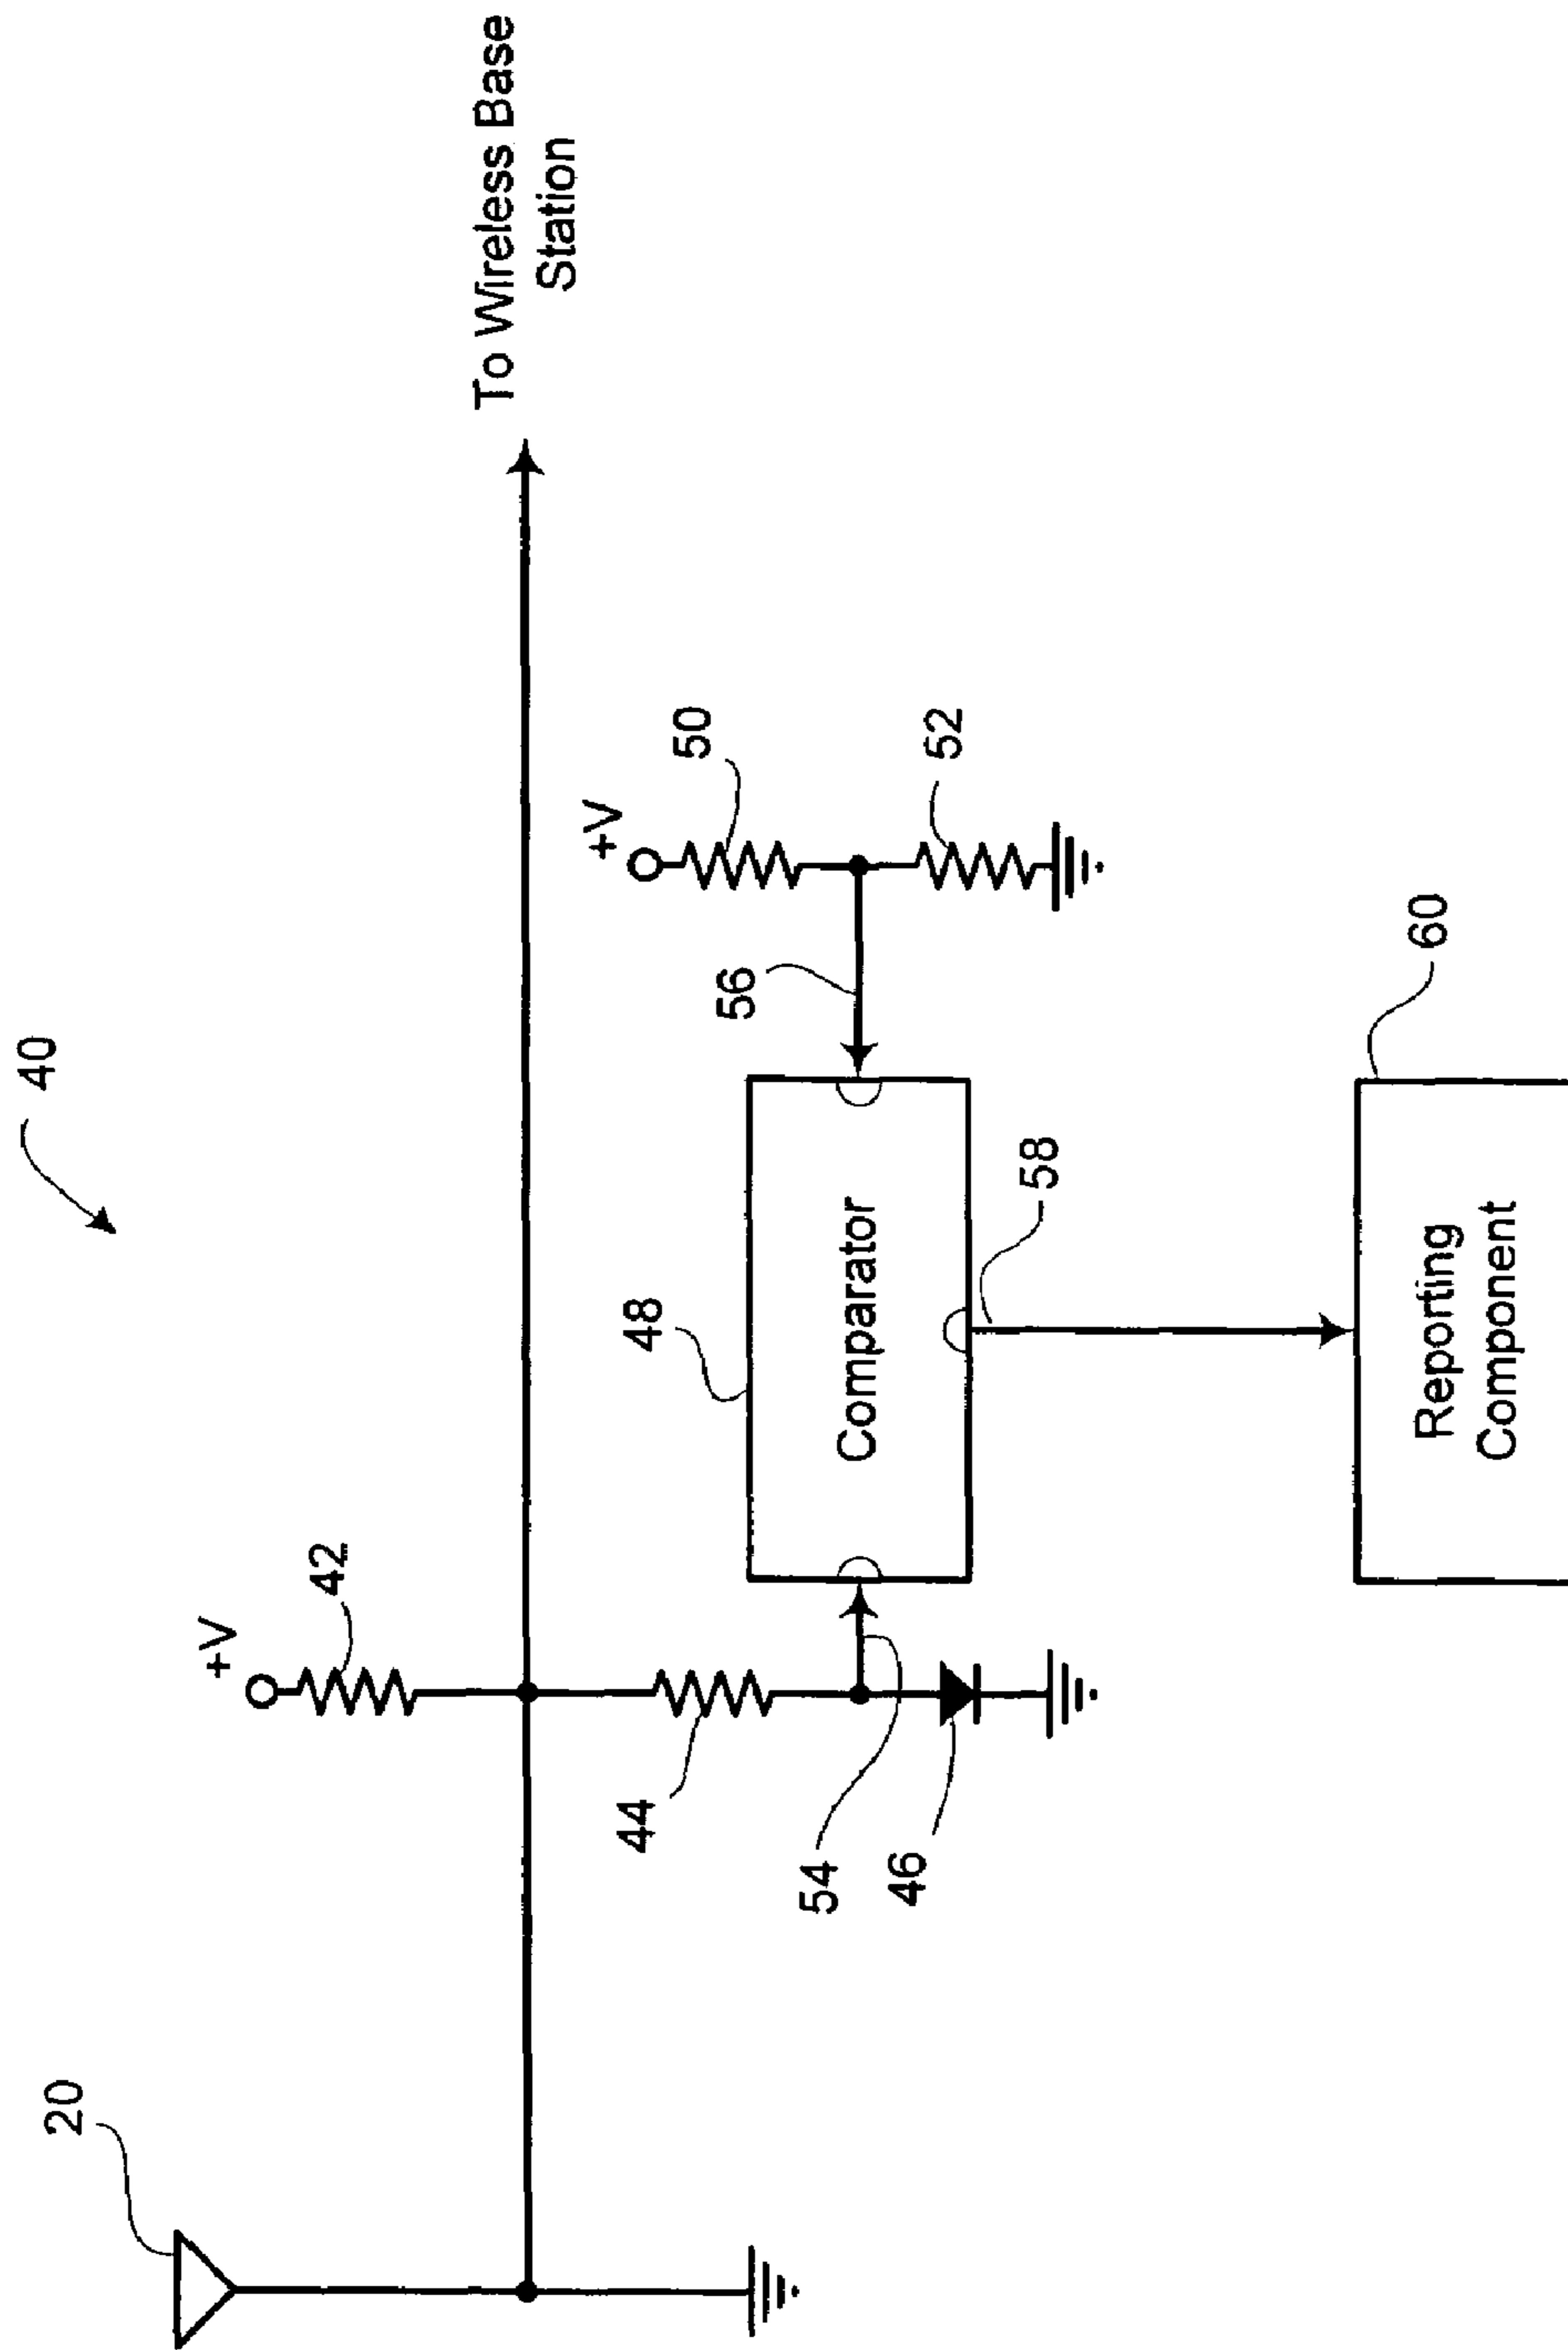 40
20
To Wireless Base
Station
+V
42
+V
50
44
48
56
52
54
Comparator
46
58
60
Reporting
Component